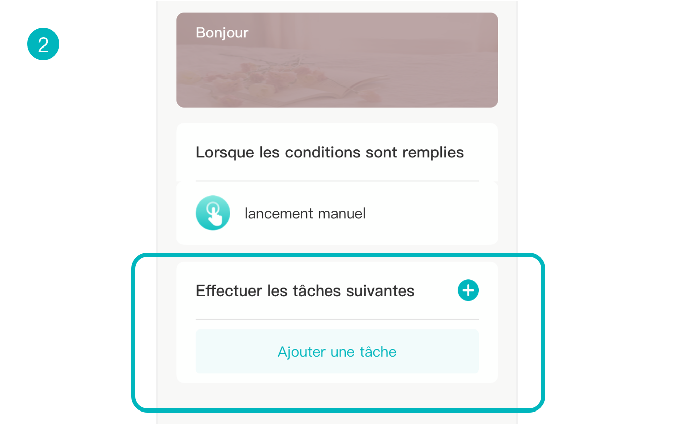 2
Bonjour
Lorsque les conditions sont remplies
lancement manuel
Effectuer les tâches suivantes
Ajouter une tâche